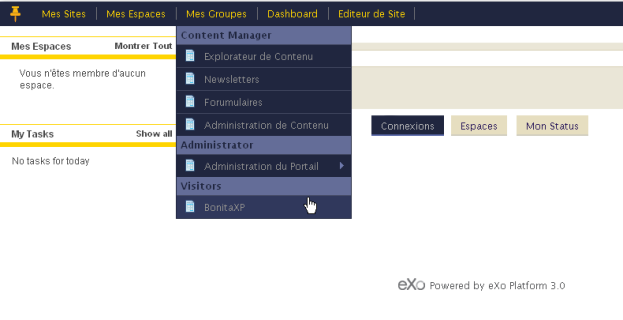 Mes Sites Mes Espaces Mes Groupes Dashboard Editeur de Site
Mes Espaces Montrer Tout
Vous n'êtes membre d'aucun
espace.
My Tasks Show all
No tasks for today
Content Manager
Explorateur de Contenu
Newsletters
Forumulaires
Administration de Contenu
Administrator
Administration du Portail
Visitors
BonitaXP
Connexions Espaces Mon Status
eXo Powered by eXo Platform 3.0